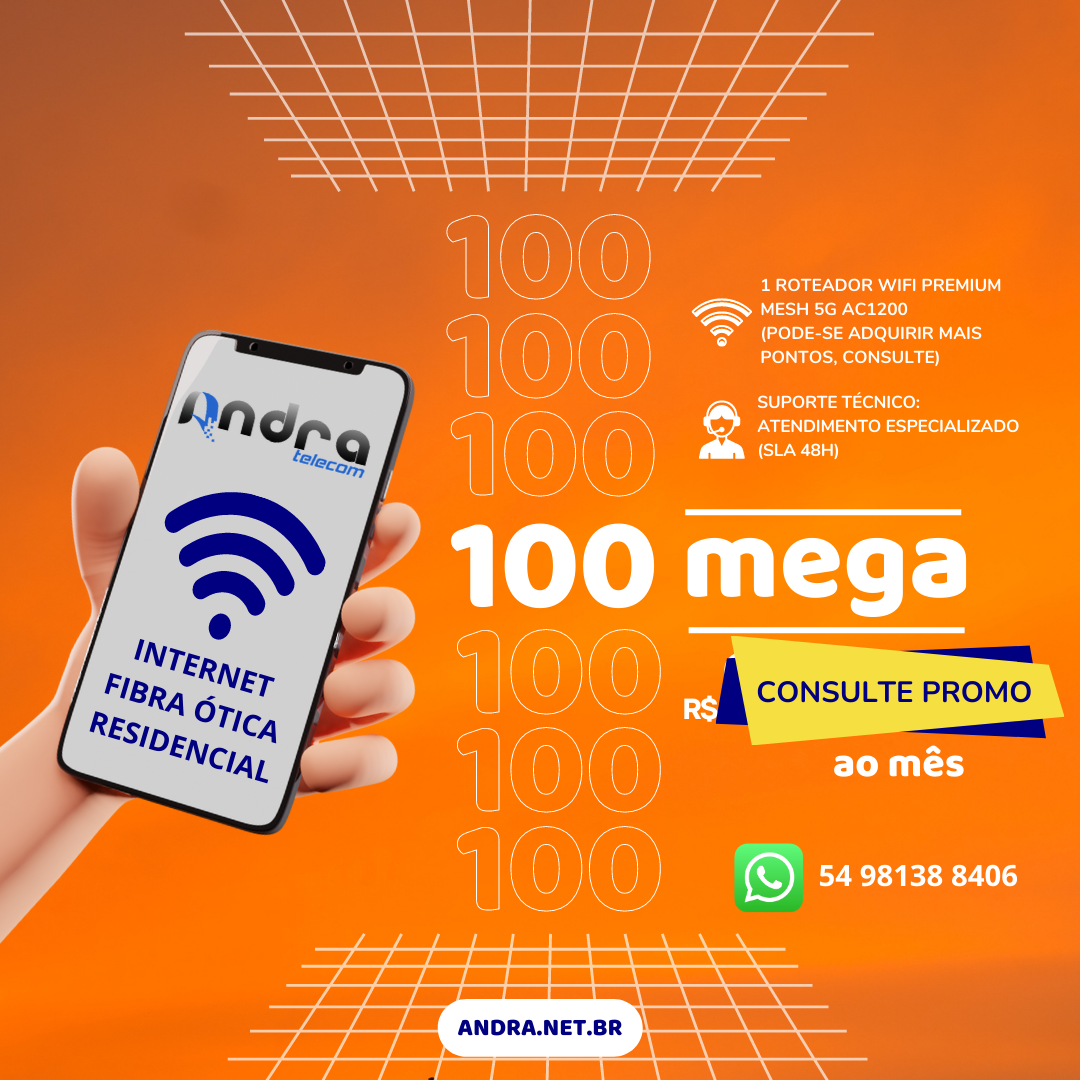 100
100
100
100 mega
100
100
100
1 ROTEADOR WIFI PREMIUM
MESH 5G AC1200
(PODE-SE ADQUIRIR MAIS
PONTOS, CONSULTE)
SUPORTE TÉCNICO:
ATENDIMENTO ESPECIALIZADO
(SLA 48H)
andra
telecom
INTERNET
FIBRA ÓTICA
RESIDENCIAL
R$
CONSULTE PROMO
ao mês
54 98138 8406
ANDRA.NET.BR